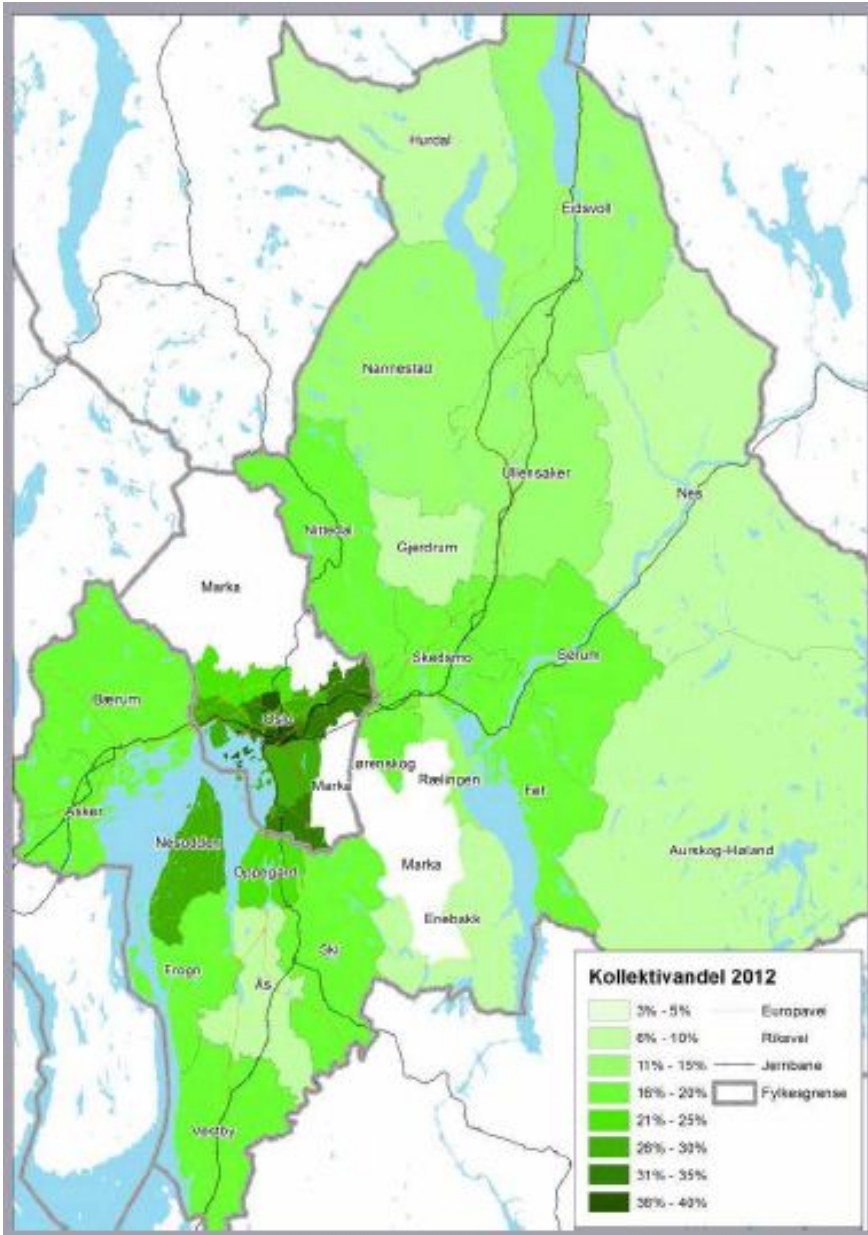 Hurdal
Eidsvoll
Nannestad
Ullensaker
Nes
Nittedal
Gjerdrum
Marka
Skedsmo
Sørum
Bærum
Oslo
Marka
ørenskog
Rælingen
Fet
Asker
Nesodden
Oppegård
Marka
Aurskog-Høland
Enebakk
Ski
Frogn
Ås
Vestby
Kollektivandel 2012
3% - 5% Europavei
6% - 10% Riksvei
11% - 15% Jernbane
16% - 20% Fylkesgrense
21% - 25%
26% - 30%
31% - 35%
36% - 40%